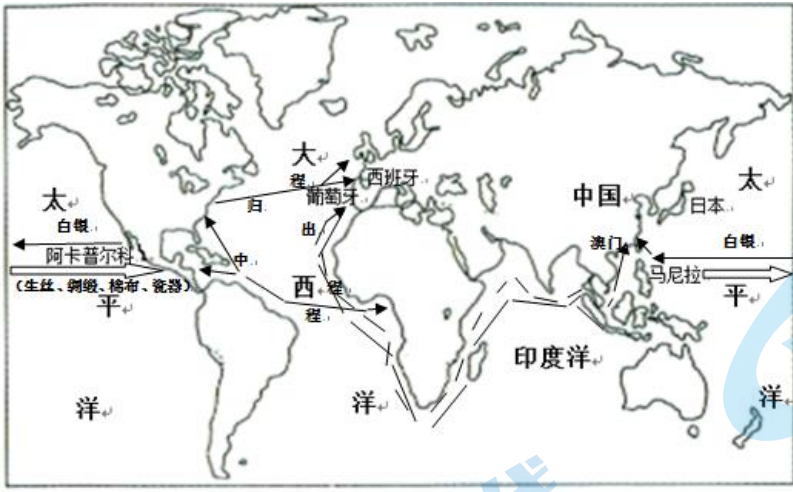 大
程
西班牙
葡萄牙
归
中国
太
日本
太
白银
出
澳门
白银
阿卡普尔科
中
马尼拉
(生丝、绸缎、棉布、瓷器)
西
程
平
程
平
印度洋
洋
洋
洋